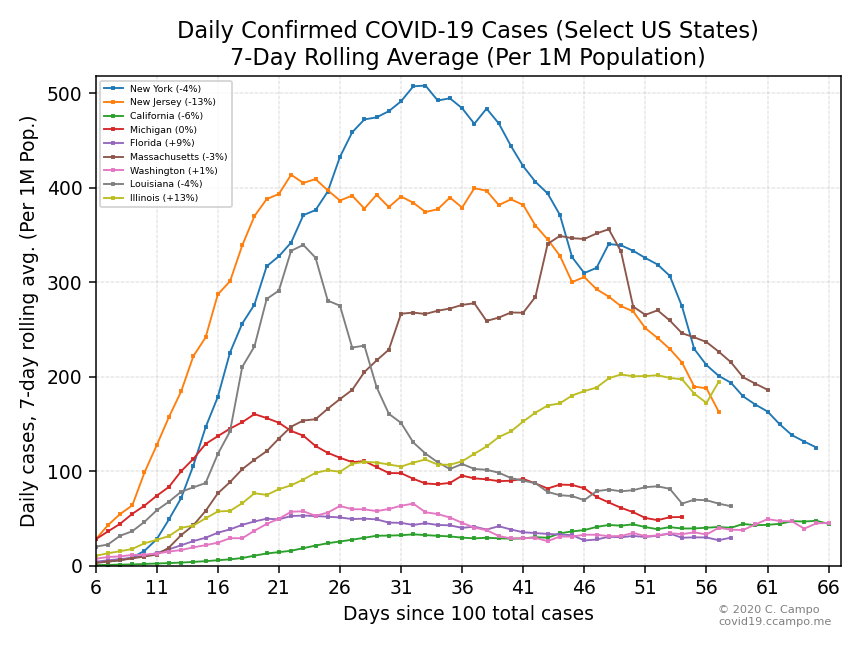 Daily Confirmed COVID-19 Cases (Select US States)
7-Day Rolling Average (Per 1M Population)
Daily cases, 7-day rolling avg. (Per 1M Pop.)
500
400
300
200
100
0
New York (-4%)
New Jersey (-13%)
California (-6%)
Michigan (0%)
Florida (+9%)
Massachusetts (-3%)
Washington (+1%)
Louisiana (-4%)
Illinois (+13%)
6 11 16 21 26 31 36 41 46 51 56 61 66
Days since 100 total cases
© 2020 C. Campo
covid19.ccampo.me